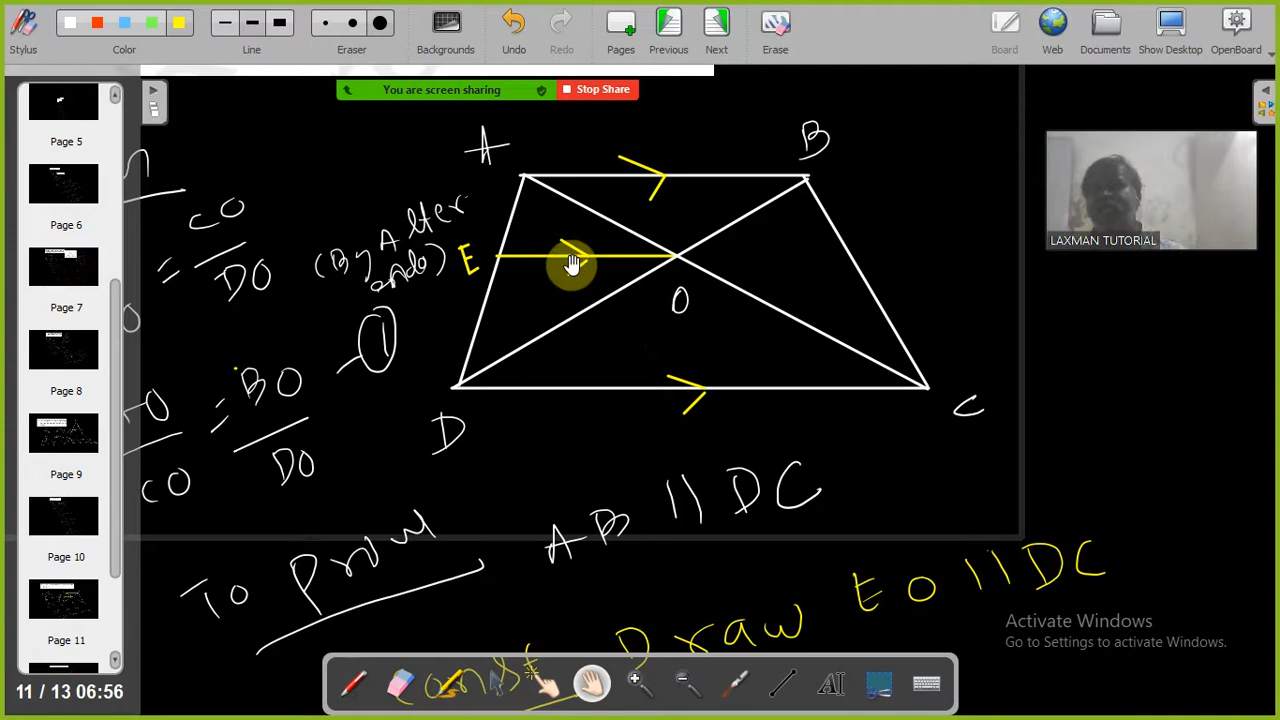 Stylus
Color
Line
Eraser
Backgrounds
Undo
Redo
Pages
Previous
Next
Erase
Board
Web
Documents
Show Desktop
OpenBoard
You are screen sharing
Stop Share
Page 5
Page 6
Page 7
Page 8
Page 9
Page 10
Page 11
11 / 13 06:56
LAXMAN TUTORIAL
A
B
E
O
D
C
= CO
DO
(By Alter
endo)
O = BO — ①
CO DO
To Prove AB || DC
Const Draw EO || DC
Activate Windows
Go to Settings to activate Windows.